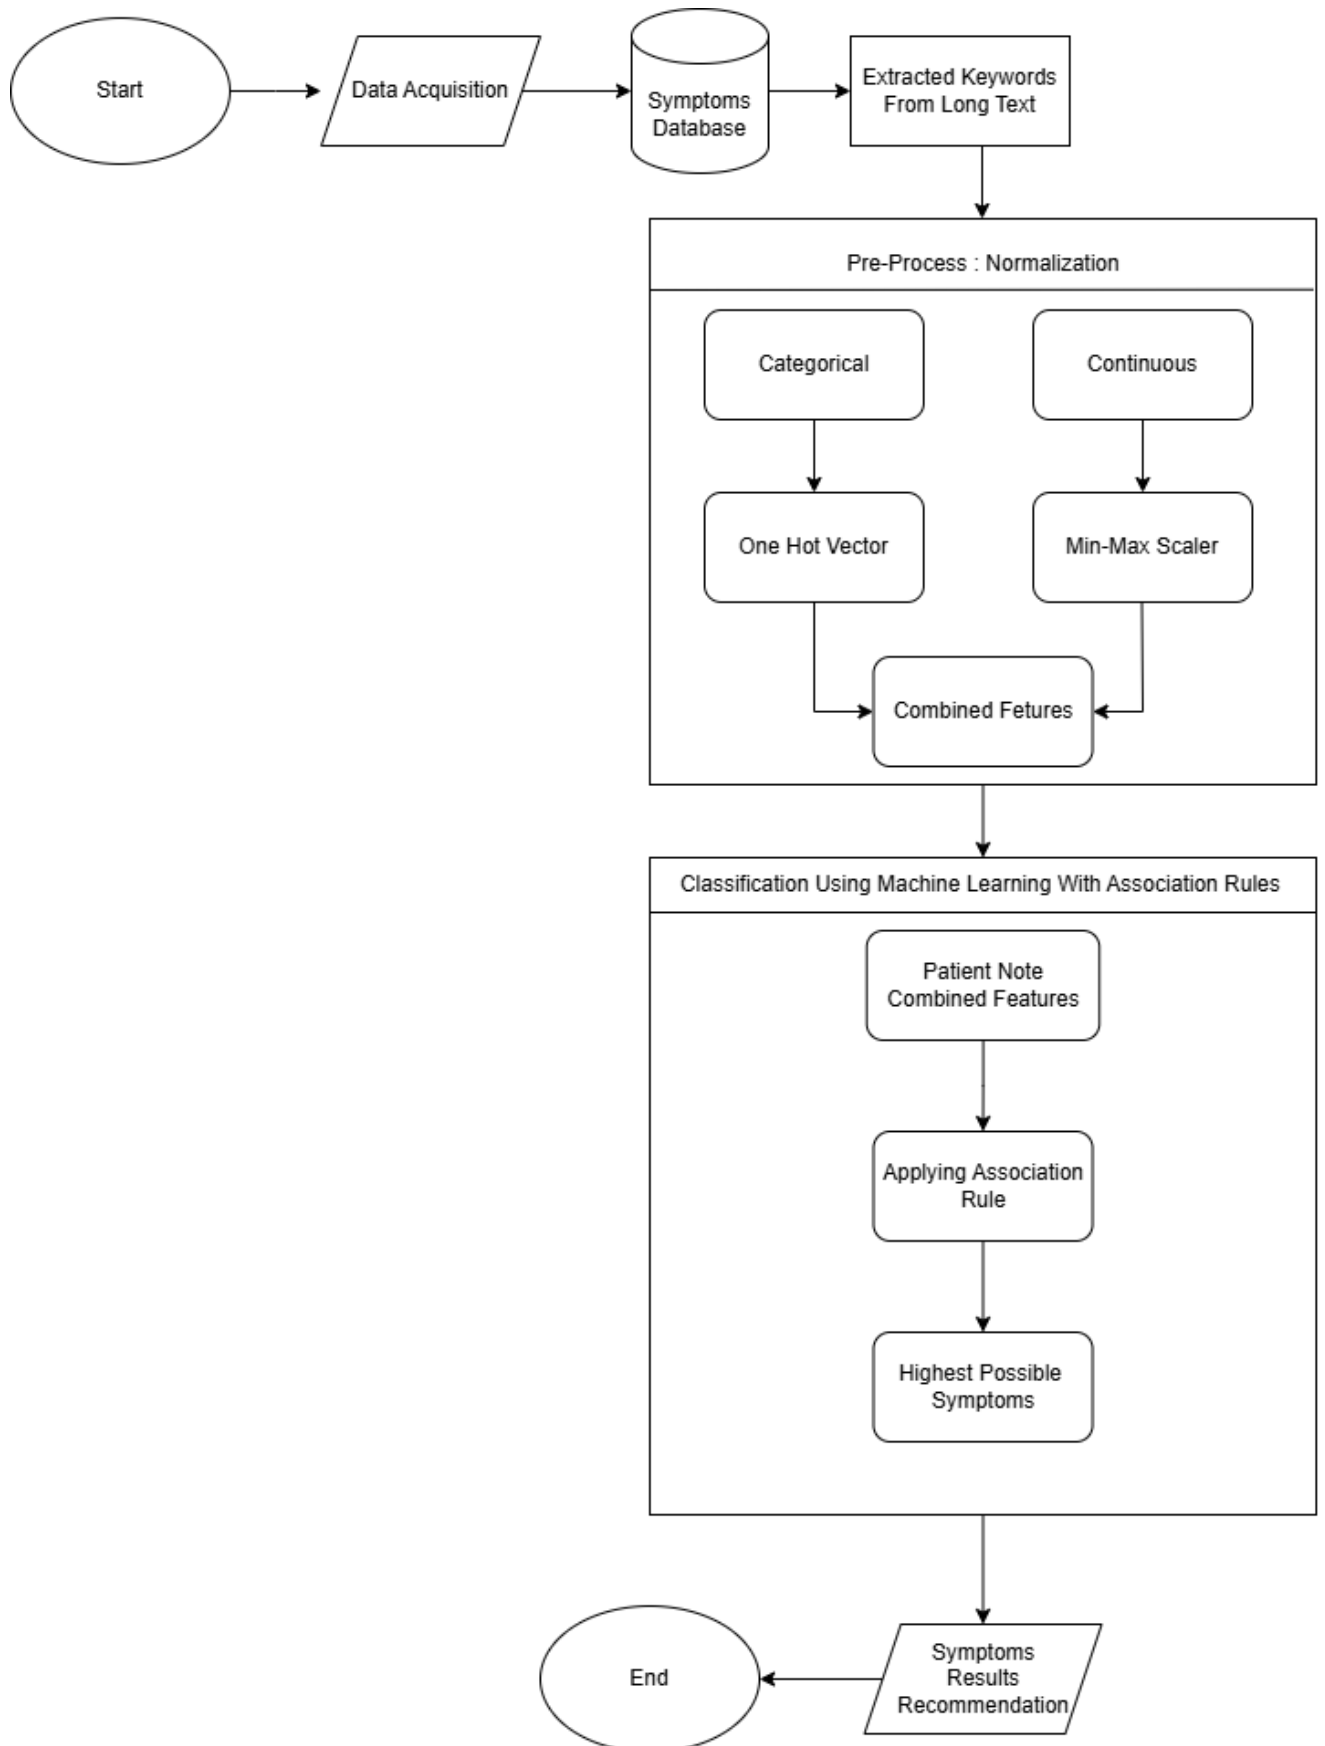 Start
Data Acquisition
Symptoms
Database
Extracted Keywords
From Long Text
Pre-Process : Normalization
Categorical
Continuous
One Hot Vector
Min-Max Scaler
Combined Fetures
Classification Using Machine Learning With Association Rules
Patient Note
Combined Features
Applying Association
Rule
Highest Possible
Symptoms
Symptoms
Results
Recommendation
End